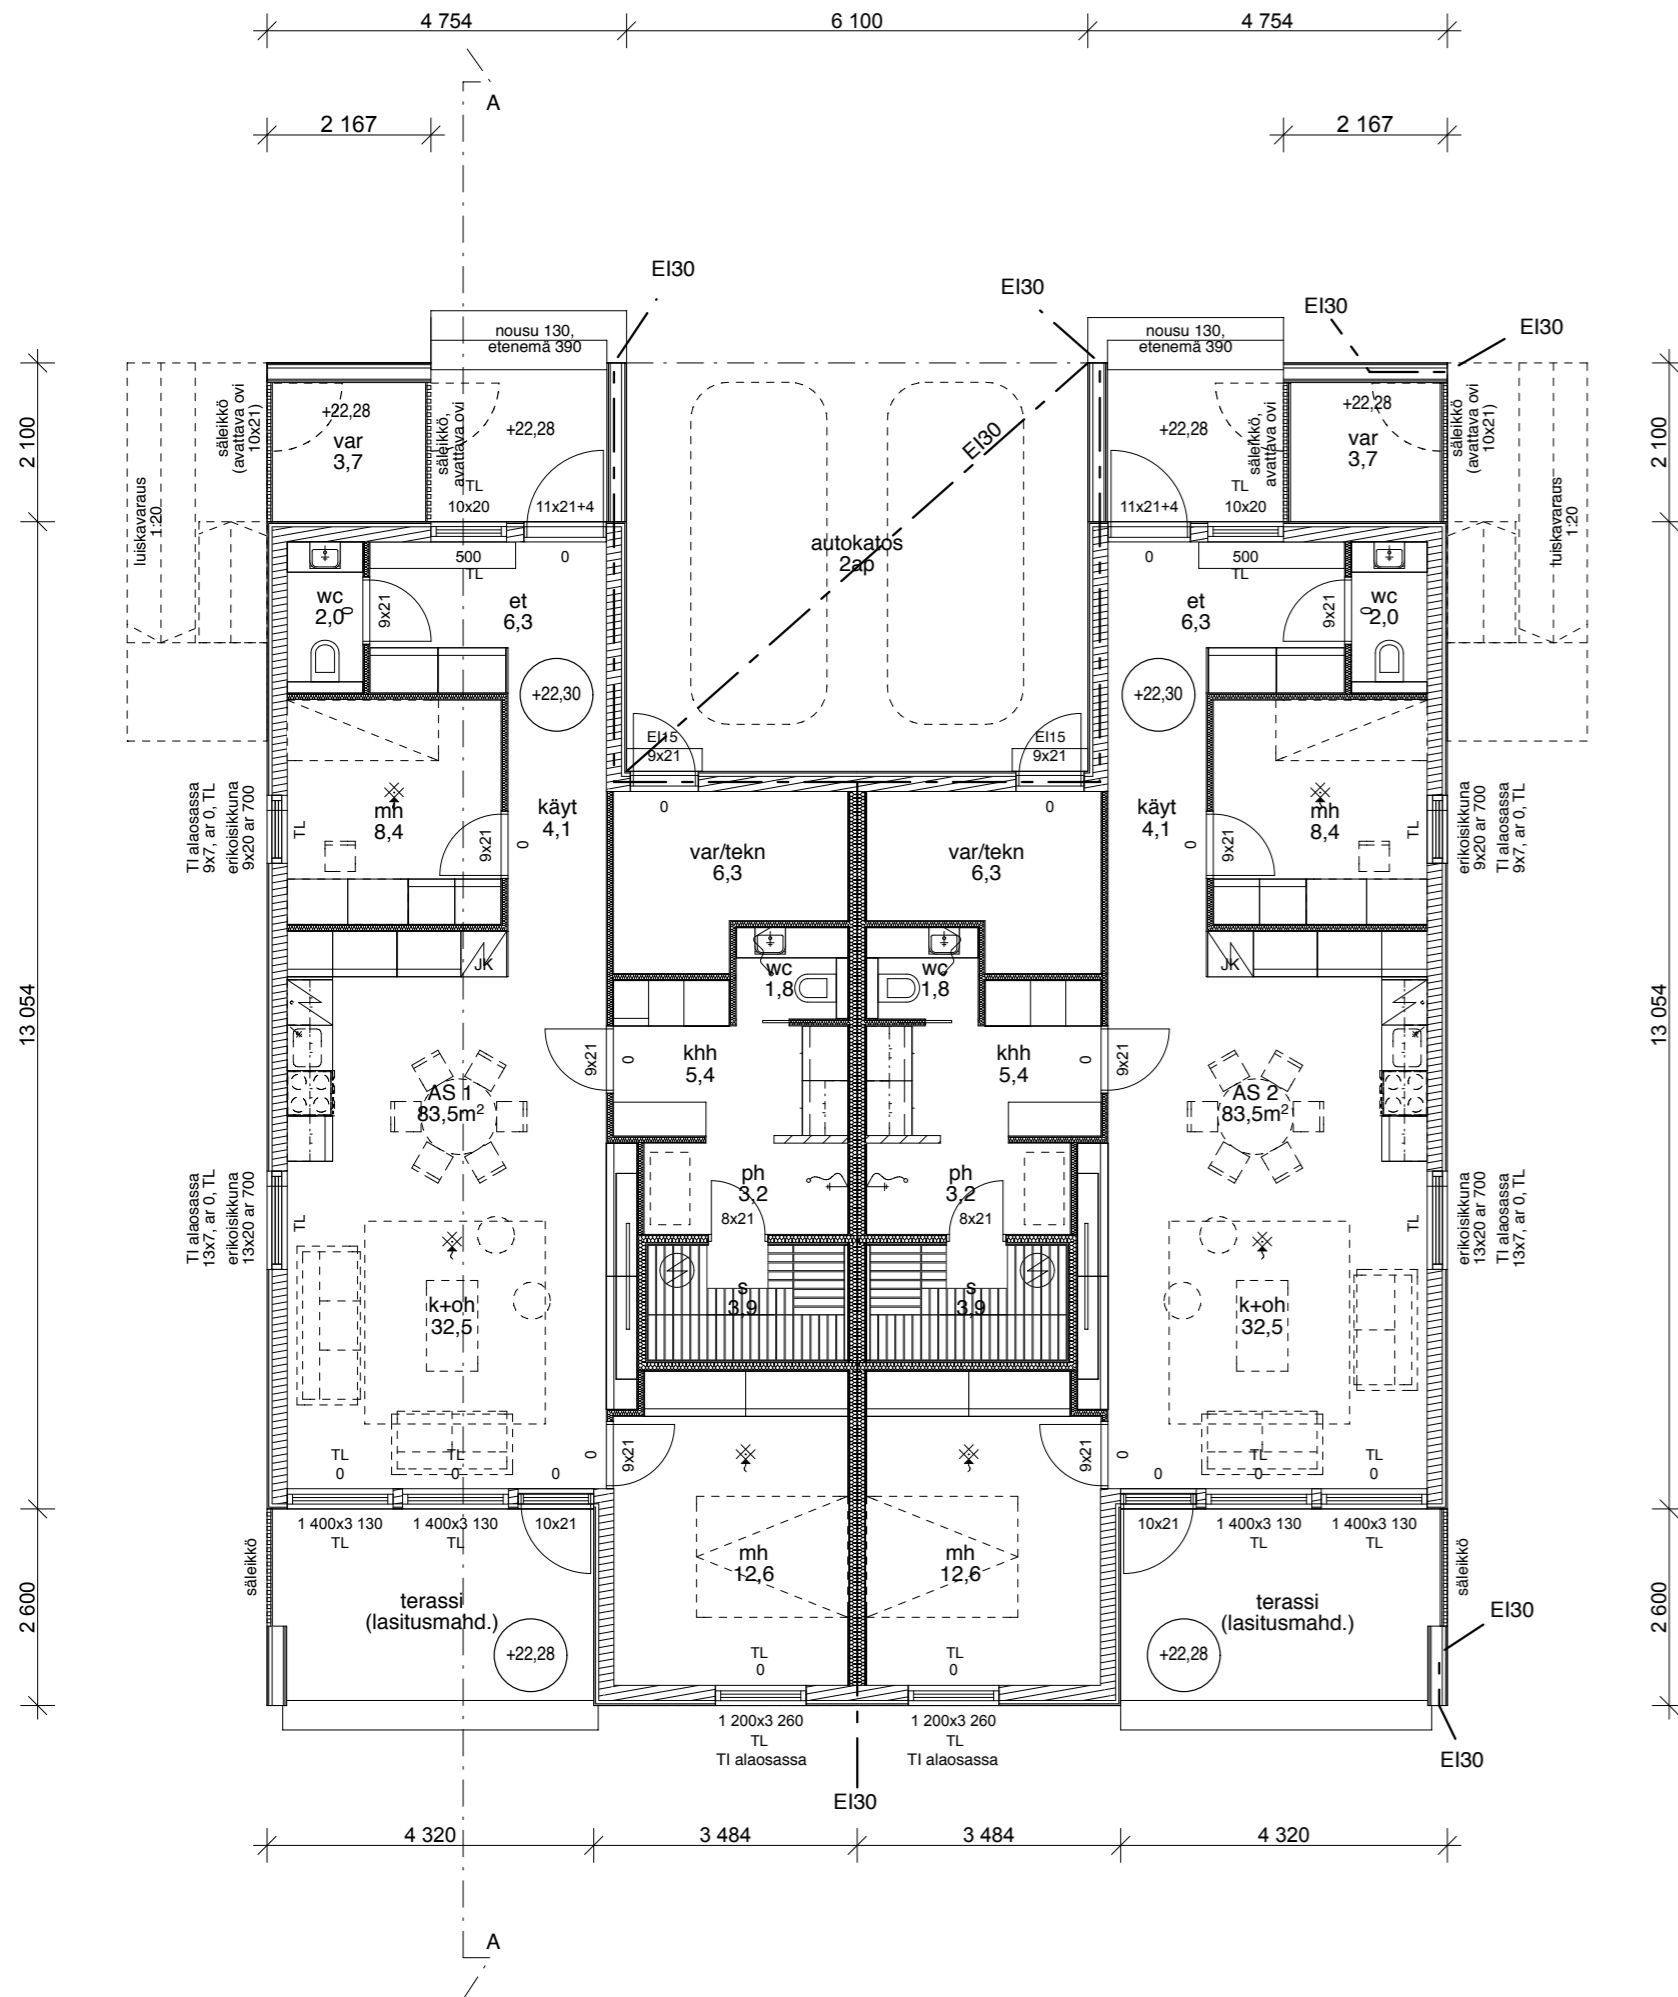 4 754
6 100
4 754
A
2 167
2 167
EI30
EI30
EI30
EI30
nousu 130,
etenemä 390
nousu 130,
etenemä 390
2 100
2 100
luiskavaraus
1:20
säleikkö
(avattava ovi
10x21)
+22,28
var
3,7
säleikkö,
avattava ovi
+22,28
TL
10x20
11x21+4
EI30
+22,28
11x21+4
TL
10x20
säleikkö,
avattava ovi
+22,28
var
3,7
säleikkö
(avattava ovi
10x21)
luiskavaraus
1:20
autokatos
2ap
500
TL
0
0
500
TL
wc
2,0
9x21
et
6,3
et
6,3
9x21
wc
2,0
+22,30
+22,30
EI15
9x21
0
EI15
9x21
0
TI alaosassa
9x7, ar 0, TL
erikoisikkuna
9x20 ar 700
TL
mh
8,4
9x21
0
käyt
4,1
käyt
4,1
0
9x21
mh
8,4
TL
erikoisikkuna
9x20 ar 700
TI alaosassa
9x7, ar 0, TL
var/tekn
6,3
var/tekn
6,3
JK
JK
wc
1,8
wc
1,8
13 054
13 054
9x21
0
khh
5,4
khh
5,4
0
9x21
AS 1
83,5m²
AS 2
83,5m²
ph
3,2
8x21
ph
3,2
8x21
TI alaosassa
13x7, ar 0, TL
erikoisikkuna
13x20 ar 700
TL
TL
erikoisikkuna
13x20 ar 700
TI alaosassa
13x7, ar 0, TL
s
3,9
s
3,9
k+oh
32,5
k+oh
32,5
TL
0
TL
0
0
0
9x21
9x21
0
0
TL
0
TL
0
1 400x3 130
TL
1 400x3 130
TL
10x21
10x21
1 400x3 130
TL
1 400x3 130
TL
säleikkö
säleikkö
mh
12,6
mh
12,6
2 600
2 600
terassi
(lasitusmahd.)
+22,28
terassi
(lasitusmahd.)
+22,28
EI30
TL
0
TL
0
1 200x3 260
TL
TI alaosassa
1 200x3 260
TL
TI alaosassa
EI30
EI30
4 320
3 484
3 484
4 320
A